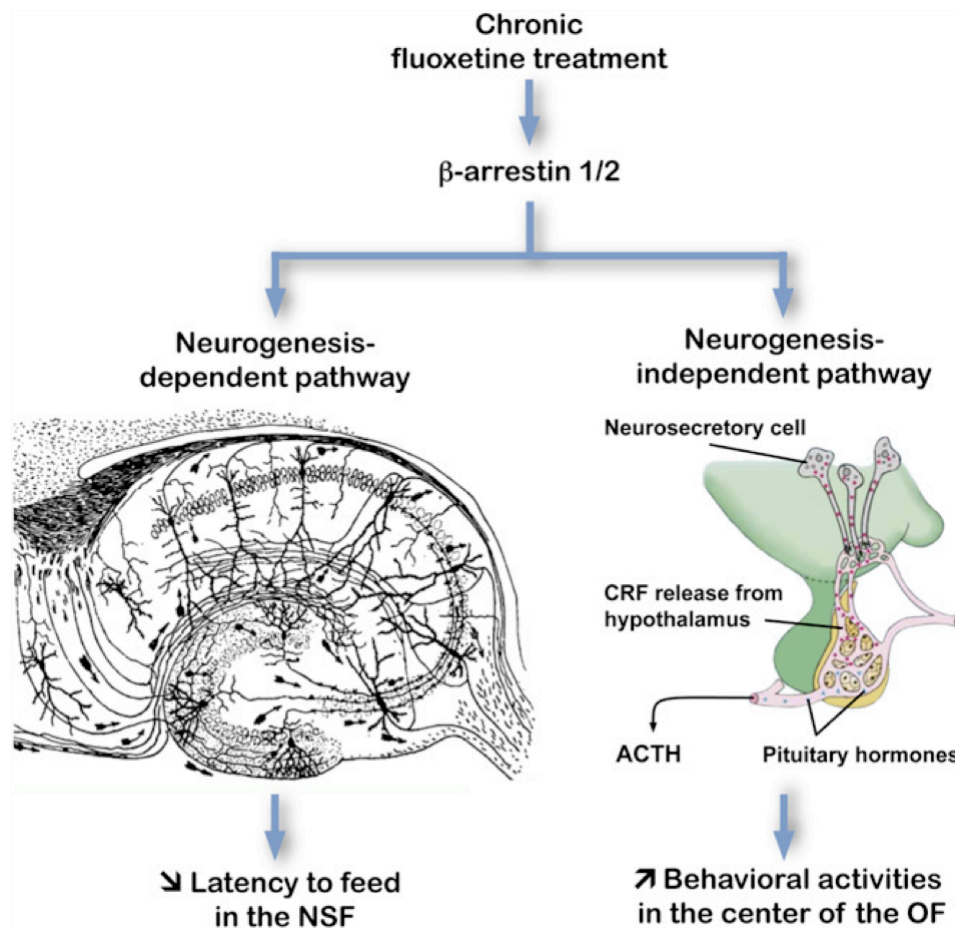 Chronic
fluoxetine treatment
β-arrestin 1/2
Neurogenesis-
dependent pathway
Neurogenesis-
independent pathway
Neurosecretory cell
CRF release from
hypothalamus
ACTH
Pituitary hormones
↘ Latency to feed
in the NSF
↗ Behavioral activities
in the center of the OF